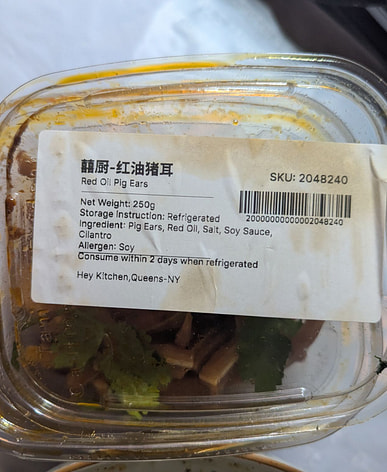 囍厨-红油猪耳
Red Oil Pig Ears
SKU: 2048240
Net Weight: 250g
Storage Instruction: Refrigerated
20000000000002048240
Ingredient: Pig Ears, Red Oil, Salt, Soy Sauce,
Cilantro
Allergen: Soy
Consume within 2 days when refrigerated
Hey Kitchen,Queens-NY